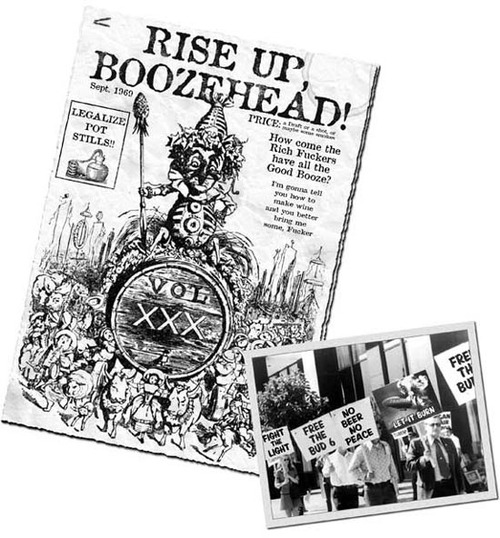 RISE UP,
BOOZEHEAD!
Sept. 1969
PRICE: a Draft or a shot, or
maybe some smokes
LEGALIZE
POT
STILLS!!
How come the
Rich Fuckers
have all the
Good Booze?
I'm gonna tell
you how to
make wine
and you better
bring me
some, Fucker
VOL
XXX
FIGHT
THE
LIGHT
FREE
THE
BUD 6
NO
BEER
NO
PEACE
LET IT BURN
FREE
TH
BU